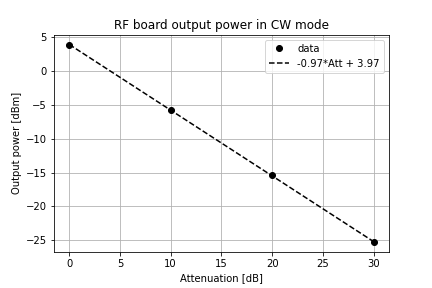 RF board output power in CW mode
data
-0.97*Att + 3.97
5
0
−5
−10
−15
−20
−25
Output power [dBm]
0 5 10 15 20 25 30
Attenuation [dB]